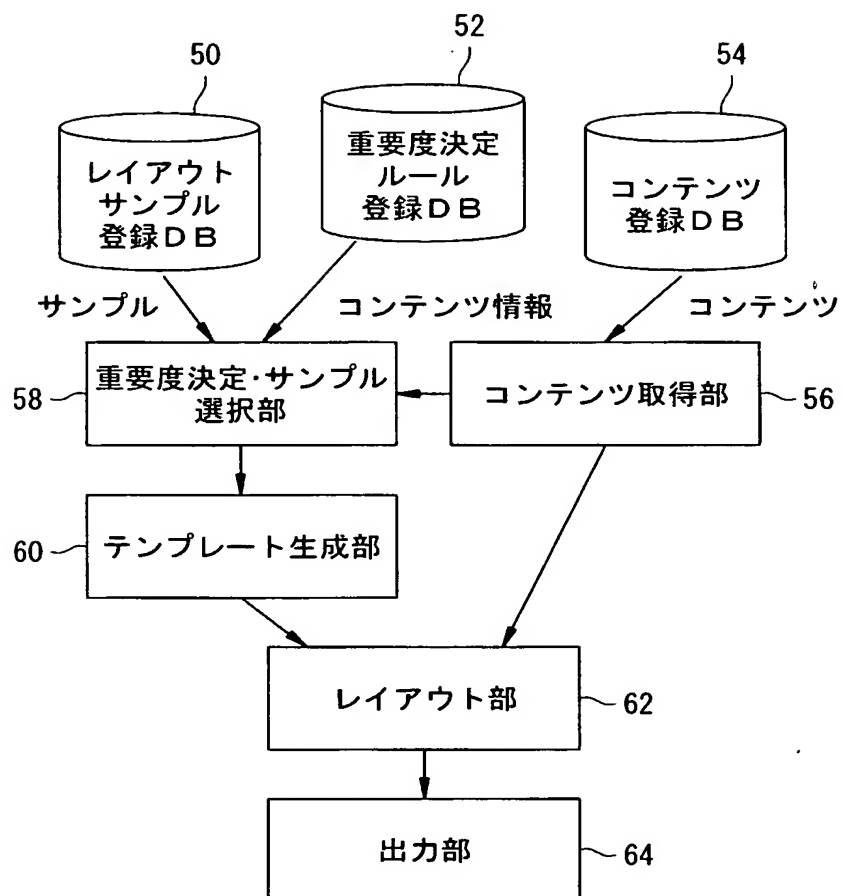 50
52
54
レイアウト
サンプル
登録DB
重要度決定
ルール
登録DB
コンテンツ
登録DB
サンプル
コンテンツ情報
コンテンツ
58
重要度決定・サンプル
選択部
コンテンツ取得部
56
60
テンプレート生成部
レイアウト部
62
出力部
64